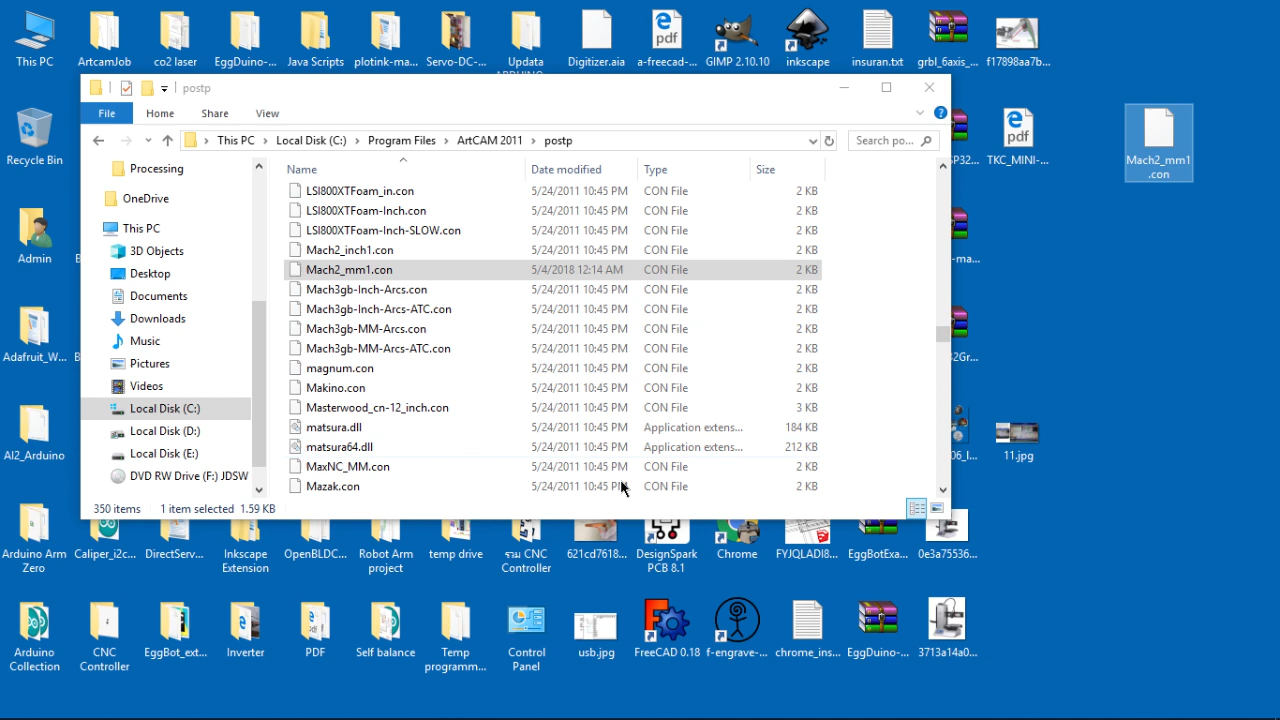 This PC
ArtcamJob
co2 laser
EggDuino-...
Java Scripts
plotink-ma...
Servo-DC-...
Updata
Digitizer.aia
a-freecad-...
GIMP 2.10.10
inkscape
insuran.txt
grbl_6axis_...
f17898aa7b...
postp
File
Home
Share
View
This PC
Local Disk (C:)
Program Files
ArtCAM 2011
postp
Search po...
Processing
OneDrive
This PC
3D Objects
Desktop
Documents
Downloads
Music
Pictures
Videos
Local Disk (C:)
Local Disk (D:)
Local Disk (E:)
DVD RW Drive (F:) JDSW
Name Date modified Type Size
LSI800XTFoam_in.con 5/24/2011 10:45 PM CON File 2 KB
LSI800XTFoam-Inch.con 5/24/2011 10:45 PM CON File 2 KB
LSI800XTFoam-Inch-SLOW.con 5/24/2011 10:45 PM CON File 2 KB
Mach2_inch1.con 5/24/2011 10:45 PM CON File 2 KB
Mach2_mm1.con 5/4/2018 12:14 AM CON File 2 KB
Mach3gb-Inch-Arcs.con 5/24/2011 10:45 PM CON File 2 KB
Mach3gb-Inch-Arcs-ATC.con 5/24/2011 10:45 PM CON File 2 KB
Mach3gb-MM-Arcs.con 5/24/2011 10:45 PM CON File 2 KB
Mach3gb-MM-Arcs-ATC.con 5/24/2011 10:45 PM CON File 2 KB
magnum.con 5/24/2011 10:45 PM CON File 2 KB
Makino.con 5/24/2011 10:45 PM CON File 2 KB
Masterwood_cn-12_inch.con 5/24/2011 10:45 PM CON File 3 KB
matsura.dll 5/24/2011 10:45 PM Application extens... 184 KB
matsura64.dll 5/24/2011 10:45 PM Application extens... 212 KB
MaxNC_MM.con 5/24/2011 10:45 PM CON File 2 KB
Mazak.con 5/24/2011 10:45 PM CON File 2 KB
350 items 1 item selected 1.59 KB
Recycle Bin
Admin
Adafruit_W...
AI2_Arduino
TKC_MINI-...
Mach2_mm1
.con
11.jpg
Arduino Arm
Zero
Caliper_i2c...
DirectServ...
Inkscape
Extension
OpenBLDC...
Robot Arm
project
temp drive
รวม CNC
Controller
621cd7618...
DesignSpark
PCB 8.1
Chrome
FYJQLADI8...
EggBotExa...
0e3a75536...
Arduino
Collection
CNC
Controller
EggBot_ext...
Inverter
PDF
Self balance
Temp
programm...
Control
Panel
usb.jpg
FreeCAD 0.18
f-engrave-...
chrome_ins...
EggDuino-...
3713a14a0...